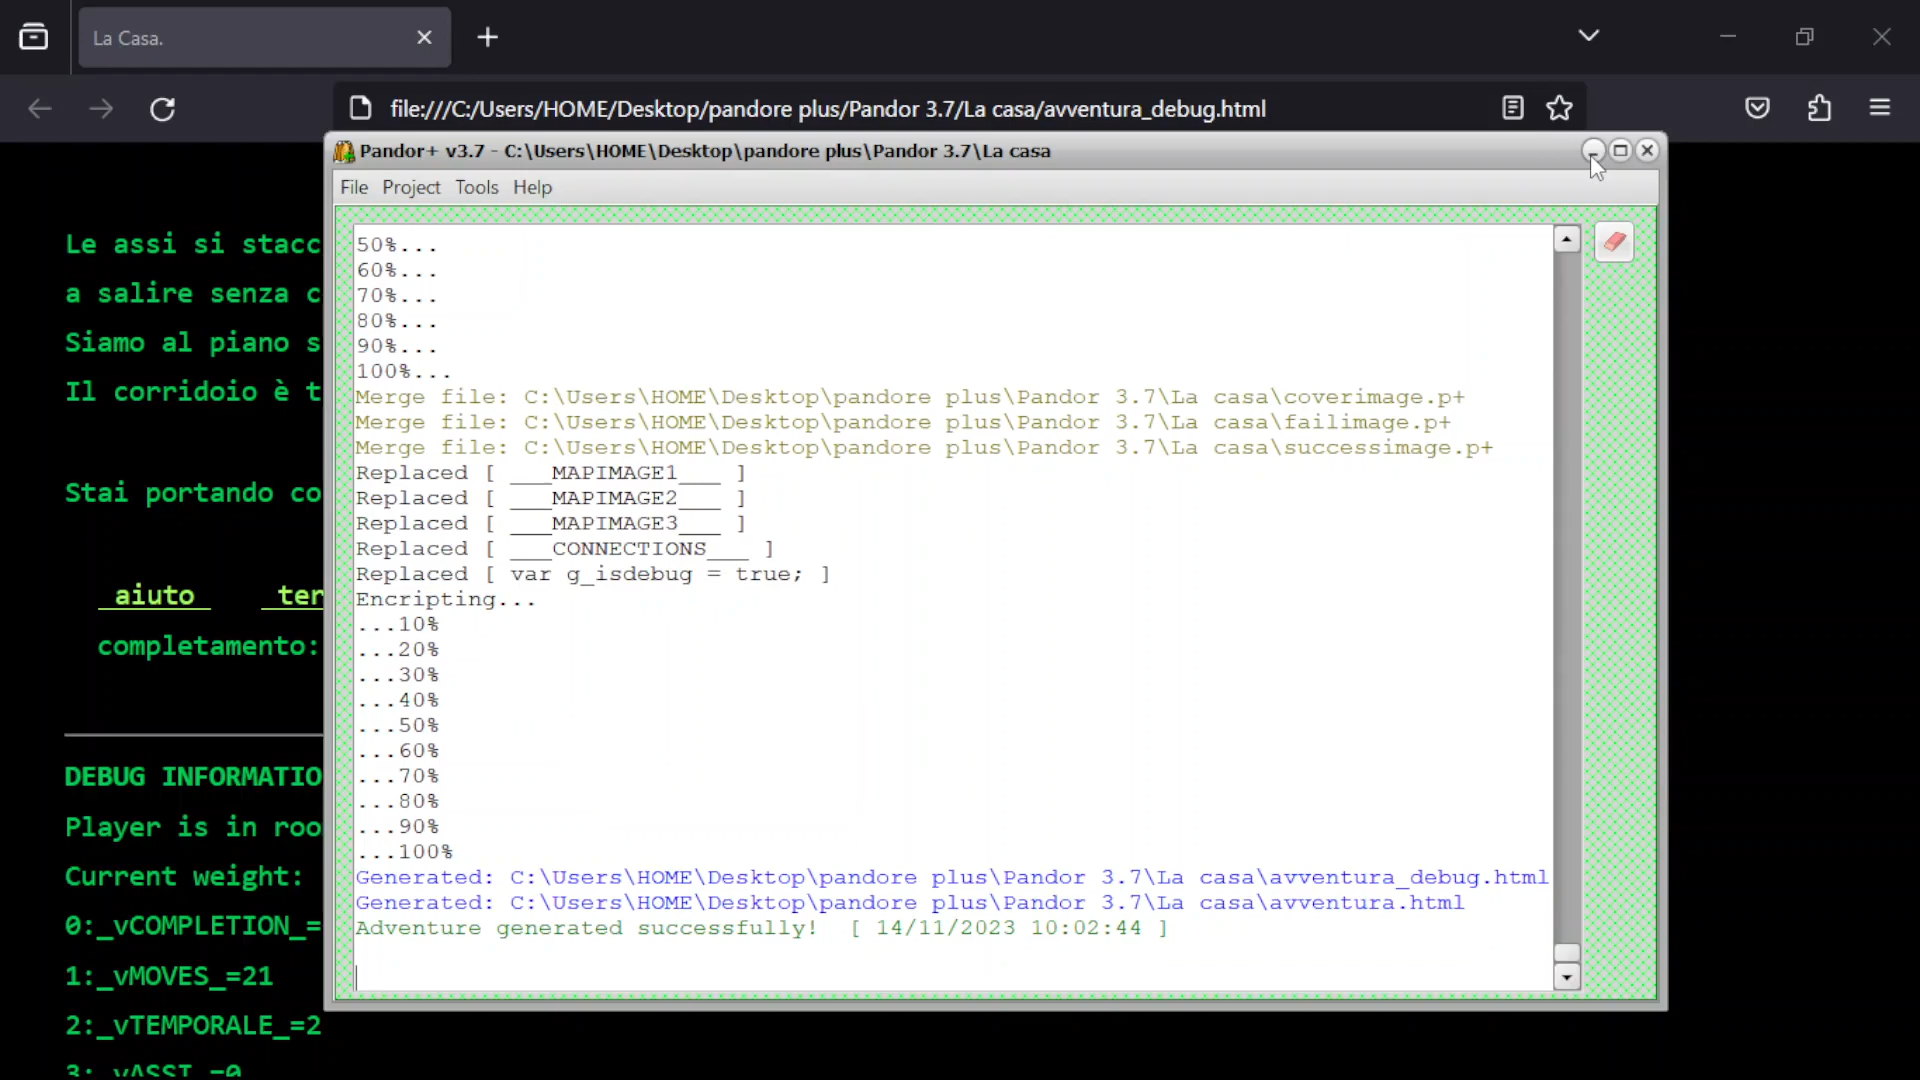 La Casa.
file:///C:/Users/HOME/Desktop/pandore plus/Pandor 3.7/La casa/avventura_debug.html
Pandor+ v3.7 - C:\Users\HOME\Desktop\pandore plus\Pandor 3.7\La casa
File Project Tools Help
Le assi si stacc
a salire senza c
Siamo al piano s
Il corridoio è t
Stai portando co
aiuto ter
completamento:
DEBUG INFORMATIO
Player is in roo
Current weight:
0:_vCOMPLETION_=
1:_vMOVES_=21
2:_vTEMPORALE_=2
3:_vASSI_=0
50%...
60%...
70%...
80%...
90%...
100%...
Merge file: C:\Users\HOME\Desktop\pandore plus\Pandor 3.7\La casa\coverimage.p+
Merge file: C:\Users\HOME\Desktop\pandore plus\Pandor 3.7\La casa\failimage.p+
Merge file: C:\Users\HOME\Desktop\pandore plus\Pandor 3.7\La casa\successimage.p+
Replaced [ ___MAPIMAGE1___ ]
Replaced [ ___MAPIMAGE2___ ]
Replaced [ ___MAPIMAGE3___ ]
Replaced [ ___CONNECTIONS___ ]
Replaced [ var g_isdebug = true; ]
Encripting...
...10%
...20%
...30%
...40%
...50%
...60%
...70%
...80%
...90%
...100%
Generated: C:\Users\HOME\Desktop\pandore plus\Pandor 3.7\La casa\avventura_debug.html
Generated: C:\Users\HOME\Desktop\pandore plus\Pandor 3.7\La casa\avventura.html
Adventure generated successfully! [ 14/11/2023 10:02:44 ]